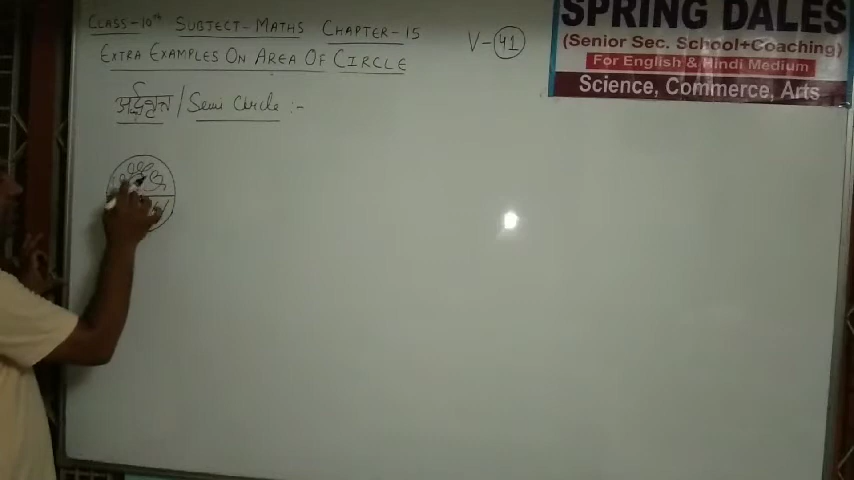 CLASS-10th SUBJECT-MATHS CHAPTER-15
EXTRA EXAMPLES ON AREA OF CIRCLE
V-41
SPRING DALES
(Senior Sec. School+Coaching)
For English & Hindi Medium
Science, Commerce, Arts
अर्द्धवृत्त / Semi Circle :-